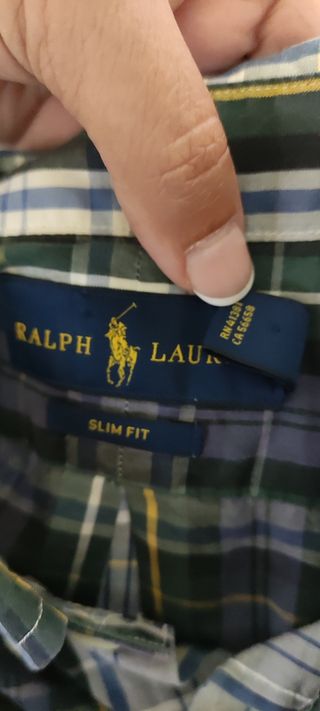 RALPH LAUR
RN 41381
CA 56658
SLIM FIT